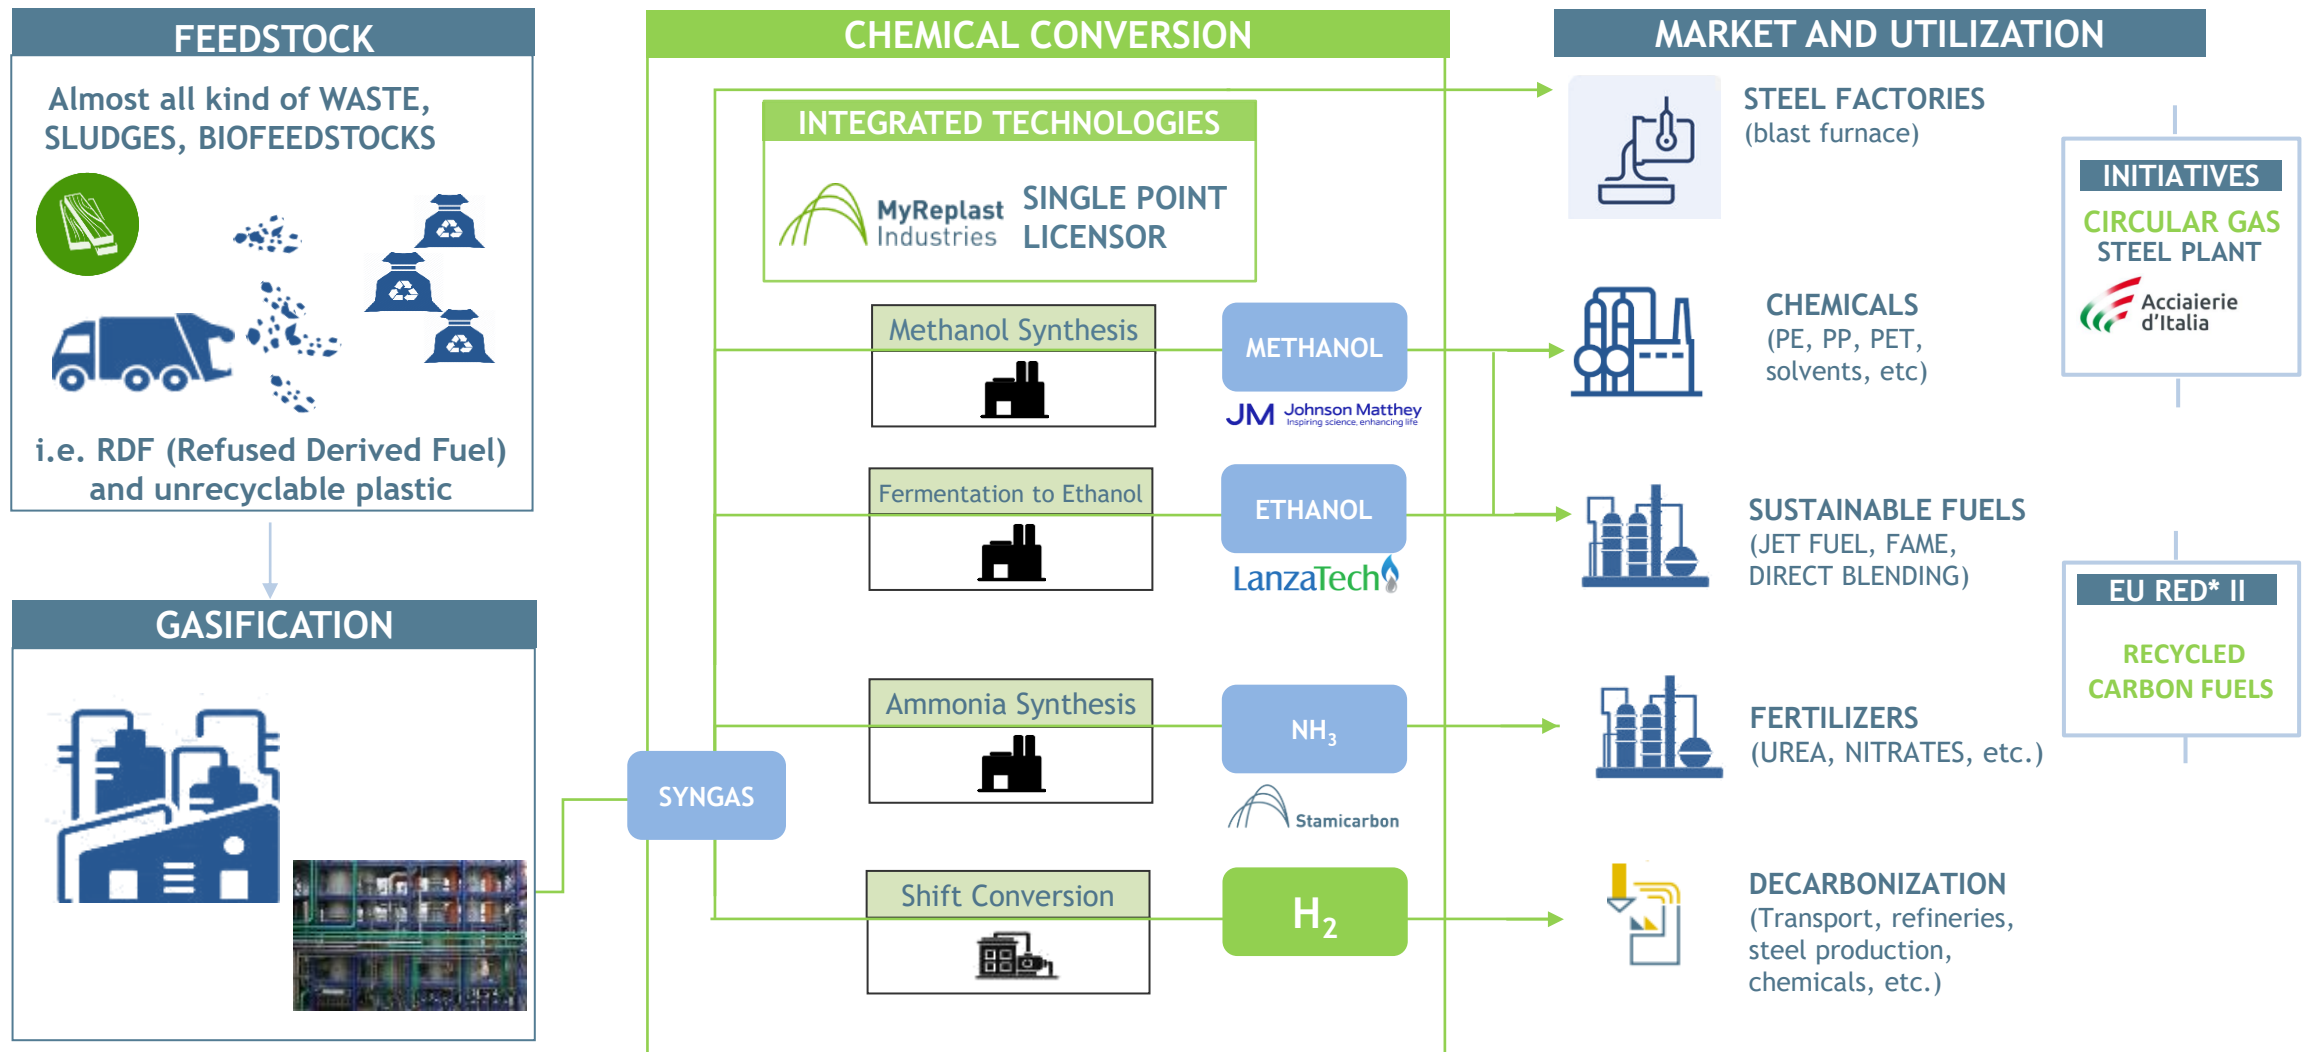 FEEDSTOCK
Almost all kind of WASTE,
SLUDGES, BIOFEEDSTOCKS
i.e. RDF (Refused Derived Fuel)
and unrecyclable plastic
GASIFICATION
SYNGAS
CHEMICAL CONVERSION
INTEGRATED TECHNOLOGIES
MyReplast
Industries
SINGLE POINT
LICENSOR
Methanol Synthesis
METHANOL
JM Johnson Matthey
Inspiring science, enhancing life
Fermentation to Ethanol
ETHANOL
LanzaTech
Ammonia Synthesis
NH3
Stamicarbon
Shift Conversion
H2
MARKET AND UTILIZATION
STEEL FACTORIES
(blast furnace)
CHEMICALS
(PE, PP, PET,
solvents, etc)
SUSTAINABLE FUELS
(JET FUEL, FAME,
DIRECT BLENDING)
FERTILIZERS
(UREA, NITRATES, etc.)
DECARBONIZATION
(Transport, refineries,
steel production,
chemicals, etc.)
INITIATIVES
CIRCULAR GAS
STEEL PLANT
Acciaierie
d'Italia
EU RED* II
RECYCLED
CARBON FUELS